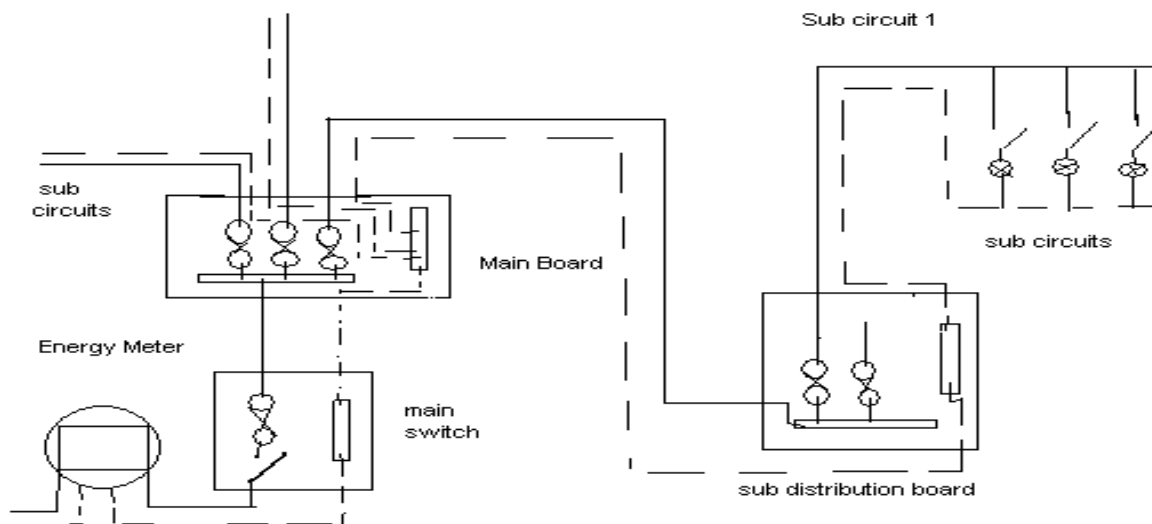 Sub circuit 1
sub
circuits
Main Board
sub circuits
Energy Meter
main
switch
sub distribution board